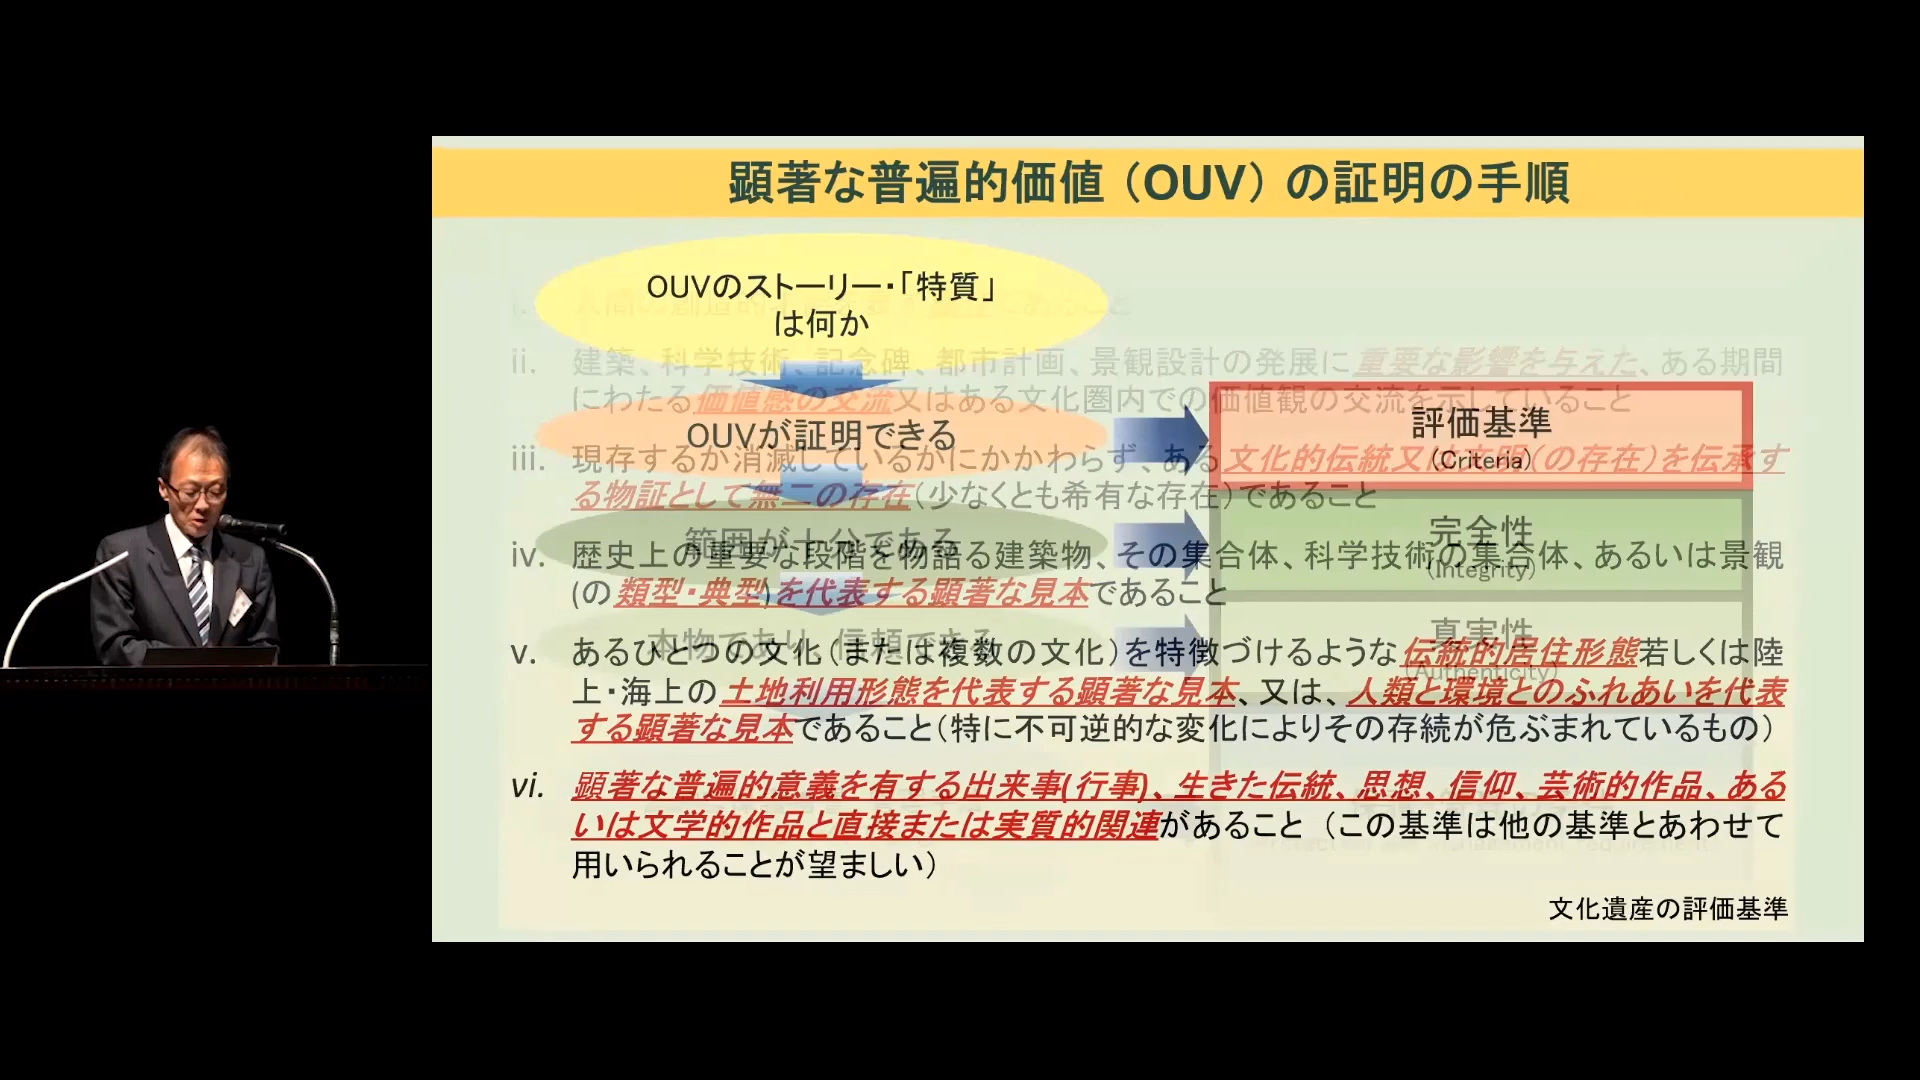 顕著な普遍的価値（OUV）の証明の手順
OUVのストーリー・「特質」
は何か
OUVが証明できる
範囲が十分である
本物であり、信頼できる
評価基準
(Criteria)
完全性
(Integrity)
真実性
(Authenticity)
ii. 建築、科学技術、記念碑、都市計画、景観設計の発展に重要な影響を与えた、ある期間
にわたる価値感の交流又はある文化圏内での価値観の交流を示していること
iii. 現存するか消滅しているかにかかわらず、ある文化的伝統又は文明(の存在)を伝承す
る物証として無二の存在(少なくとも希有な存在)であること
iv. 歴史上の重要な段階を物語る建築物、その集合体、科学技術の集合体、あるいは景観
(の類型・典型)を代表する顕著な見本であること
v. あるひとつの文化(または複数の文化)を特徴づけるような伝統的居住形態若しくは陸
上・海上の土地利用形態を代表する顕著な見本、又は、人類と環境とのふれあいを代表
する顕著な見本であること(特に不可逆的な変化によりその存続が危ぶまれているもの)
vi. 顕著な普遍的意義を有する出来事(行事)、生きた伝統、思想、信仰、芸術的作品、ある
いは文学的作品と直接または実質的関連があること（この基準は他の基準とあわせて
用いられることが望ましい）
文化遺産の評価基準